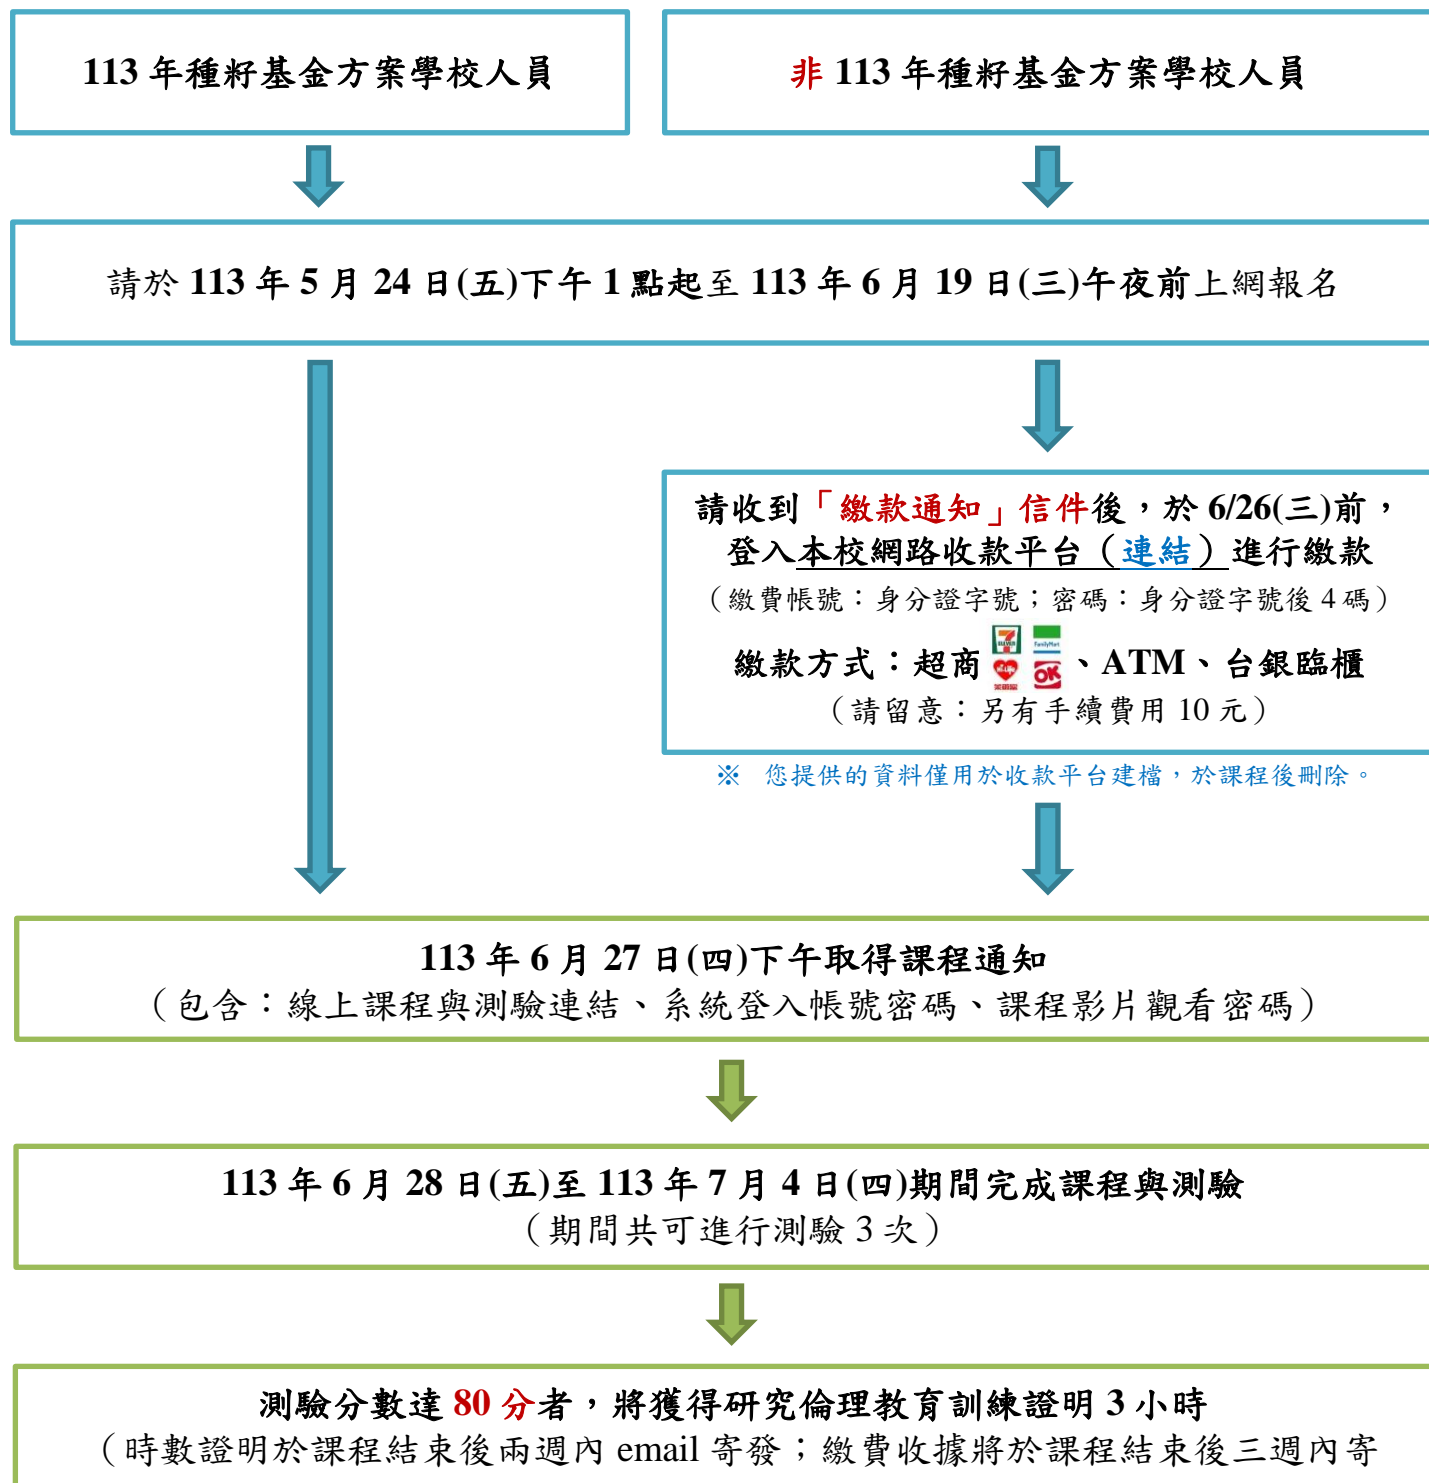 113 年種籽基金方案學校人員
非 113 年種籽基金方案學校人員
請於 113 年 5 月 24 日(五)下午 1 點起至 113 年 6 月 19 日(三)午夜前上網報名
請收到「繳款通知」信件後，於 6/26(三)前，
登入本校網路收款平台（連結）進行繳款
（繳費帳號：身分證字號；密碼：身分證字號後 4 碼）
繳款方式：超商 、ATM、台銀臨櫃
（請留意：另有手續費用 10 元）
※ 您提供的資料僅用於收款平台建檔，於課程後刪除。
113 年 6 月 27 日(四)下午取得課程通知
（包含：線上課程與測驗連結、系統登入帳號密碼、課程影片觀看密碼）
113 年 6 月 28 日(五)至 113 年 7 月 4 日(四)期間完成課程與測驗
（期間共可進行測驗 3 次）
測驗分數達 80 分者，將獲得研究倫理教育訓練證明 3 小時
（時數證明於課程結束後兩週內 email 寄發；繳費收據將於課程結束後三週內寄